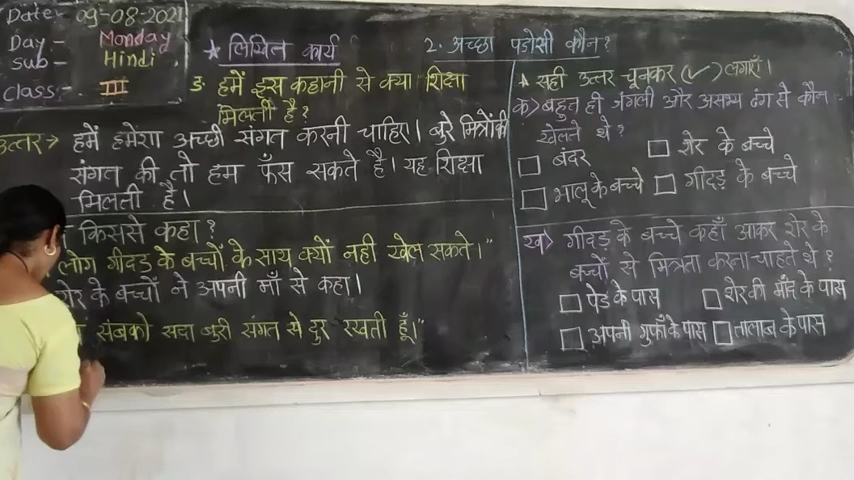 Date:- 09-08-2021
Day - Monday
Sub - Hindi
Class:- III
★ लिखित कार्य
2. अच्छा पडोसी कौन?
3. हमें इस कहानी से क्या शिक्षा
मिलती है?
उत्तर > हमें हमेशा अच्छी संगत करनी चाहिए। बुरे मित्रों की
संगत की तो हम फँस सकते है। यह शिक्षा
मिलती है।
किससे कहा?
लोग गीदड़ के बच्चों के साथ क्यों नही खेल सकते।"
शेर के बच्चों ने अपनी माँ से कहा।
संबको सदा बुरी संगत से दुर रखती हूँ।"
★ सही उत्तर चूनकर (✓) लगाएँ।
क> बहुत ही जंगली और असभ्य ढंग से कौन
खेलते थे?
☐ बंदर ☐ शेर के बच्चे
☐ भालू के बच्चे ☐ गीदड़ के बच्चे
ख> गीदड़ के बच्चे कहाँ आकर शेर के
बच्चों से मित्रता करना चाहते थे?
☐ पेड के पास ☐ शेर की माँद के पास
☐ अपनी गुफाँ के पास ☐ तालाब के पास